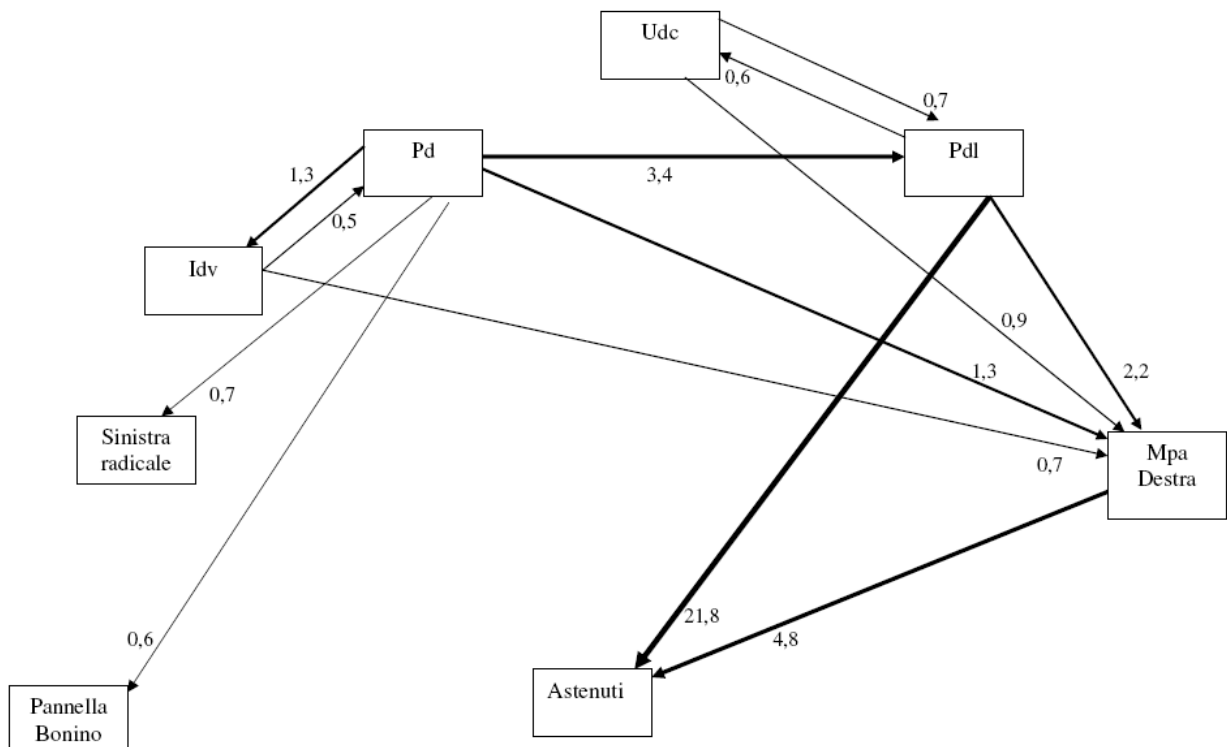 Udc
0,6
0,7
Pd
Pdl
1,3
3,4
0,5
Idv
0,9
1,3
2,2
0,7
Sinistra
radicale
Mpa
Destra
0,7
21,8
4,8
0,6
Astenuti
Pannella
Bonino